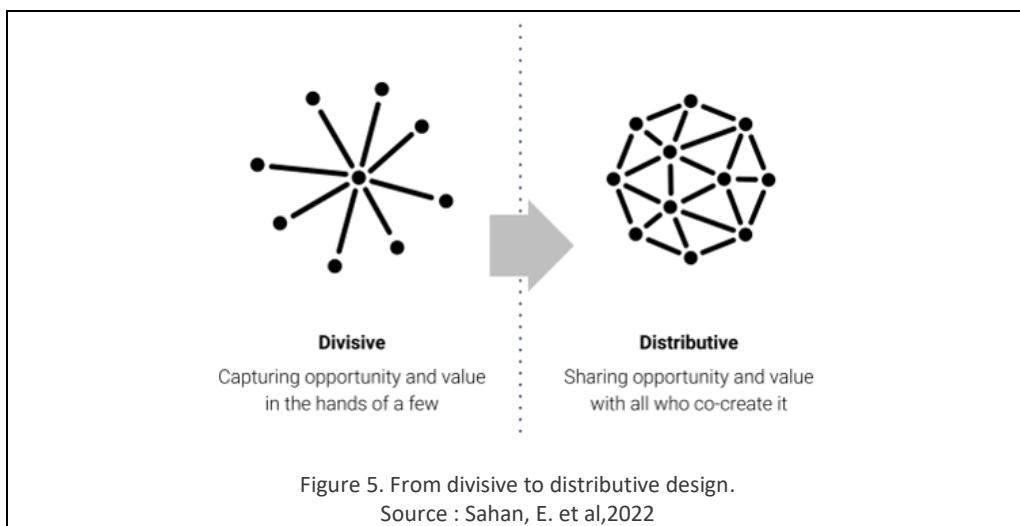 Divisive
Capturing opportunity and value
in the hands of a few
Distributive
Sharing opportunity and value
with all who co-create it
Figure 5. From divisive to distributive design.
Source : Sahan, E. et al,2022